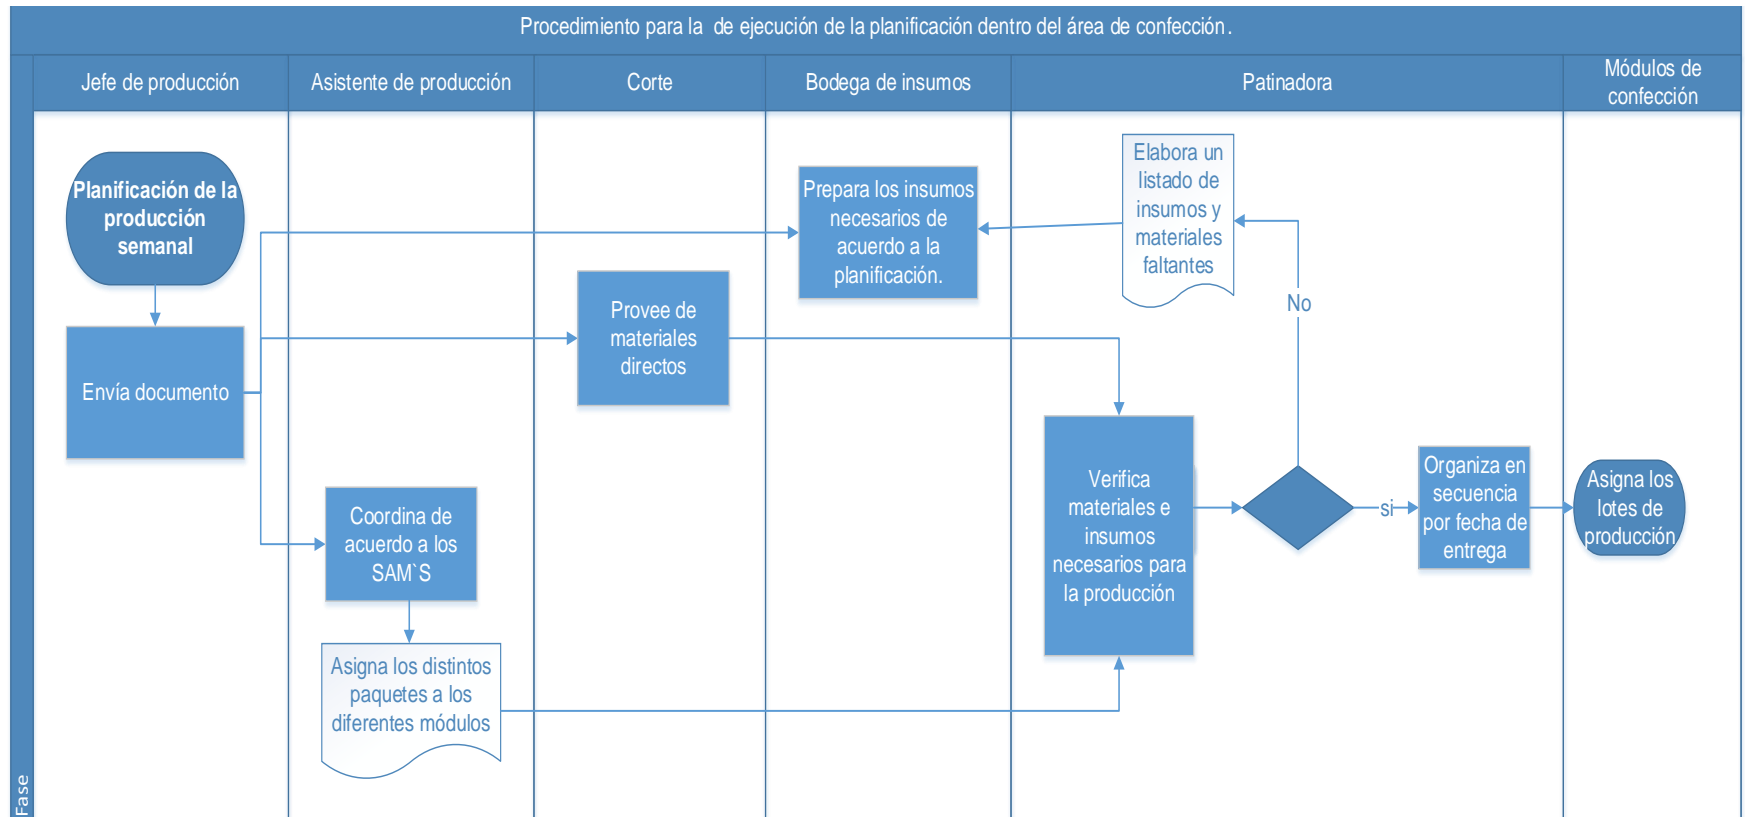 Procedimiento para la  de ejecución de la planificación dentro del área de confección.
Jefe de producción
Asistente de producción
Corte
Bodega de insumos
Patinadora
Módulos de
confección
Planificación de la
producción
semanal
Envía documento
Coordina de
acuerdo a los
SAM`S
Asigna los distintos
paquetes a los
diferentes módulos
Provee de
materiales
directos
Prepara los insumos
necesarios de
acuerdo a la
planificación.
Elabora un
listado de
insumos y
materiales
faltantes
No
Verifica
materiales e
insumos
necesarios para
la producción
si
Organiza en
secuencia
por fecha de
entrega
Asigna los
lotes de
producción
Fase